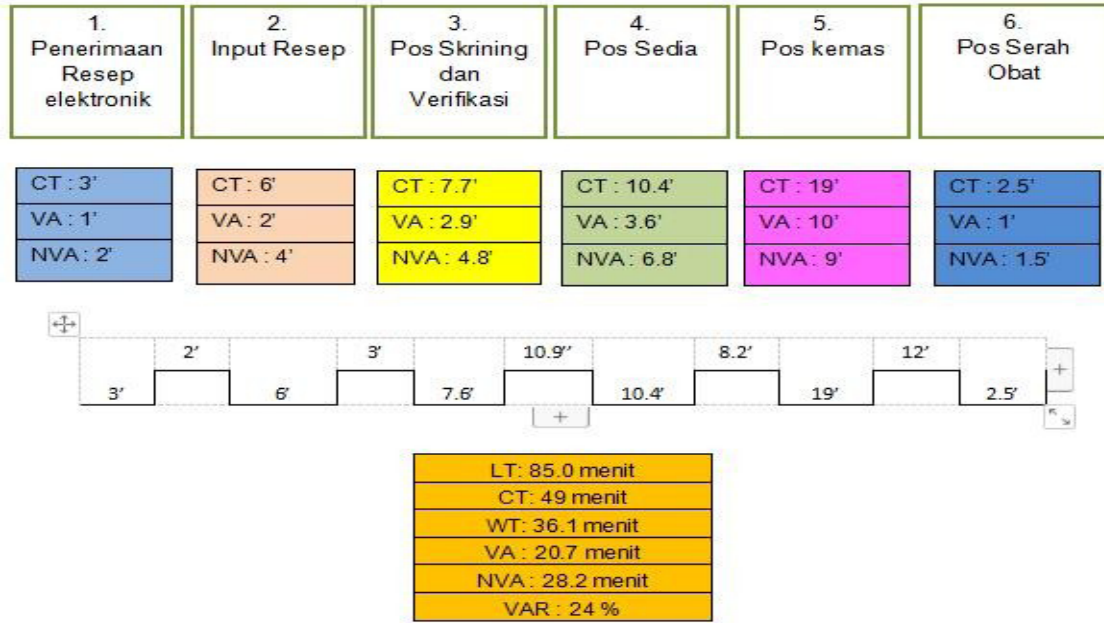 1.
Penerimaan
Resep
elektronik
2.
Input Resep
3.
Pos Skrining
dan
Verifikasi
4.
Pos Sedia
5.
Pos kemas
6.
Pos Serah
Obat
CT : 3'
VA : 1'
NVA : 2'
CT : 6'
VA : 2'
NVA : 4'
CT : 7.7'
VA : 2.9'
NVA : 4.8'
CT : 10.4'
VA : 3.6'
NVA : 6.8'
CT : 19'
VA : 10'
NVA : 9'
CT : 2.5'
VA : 1'
NVA : 1.5'
2' 3' 10.9'' 8.2' 12'
3' 6' 7.6' 10.4' 19' 2.5'
LT: 85.0 menit
CT: 49 menit
WT: 36.1 menit
VA : 20.7 menit
NVA : 28.2 menit
VAR : 24 %